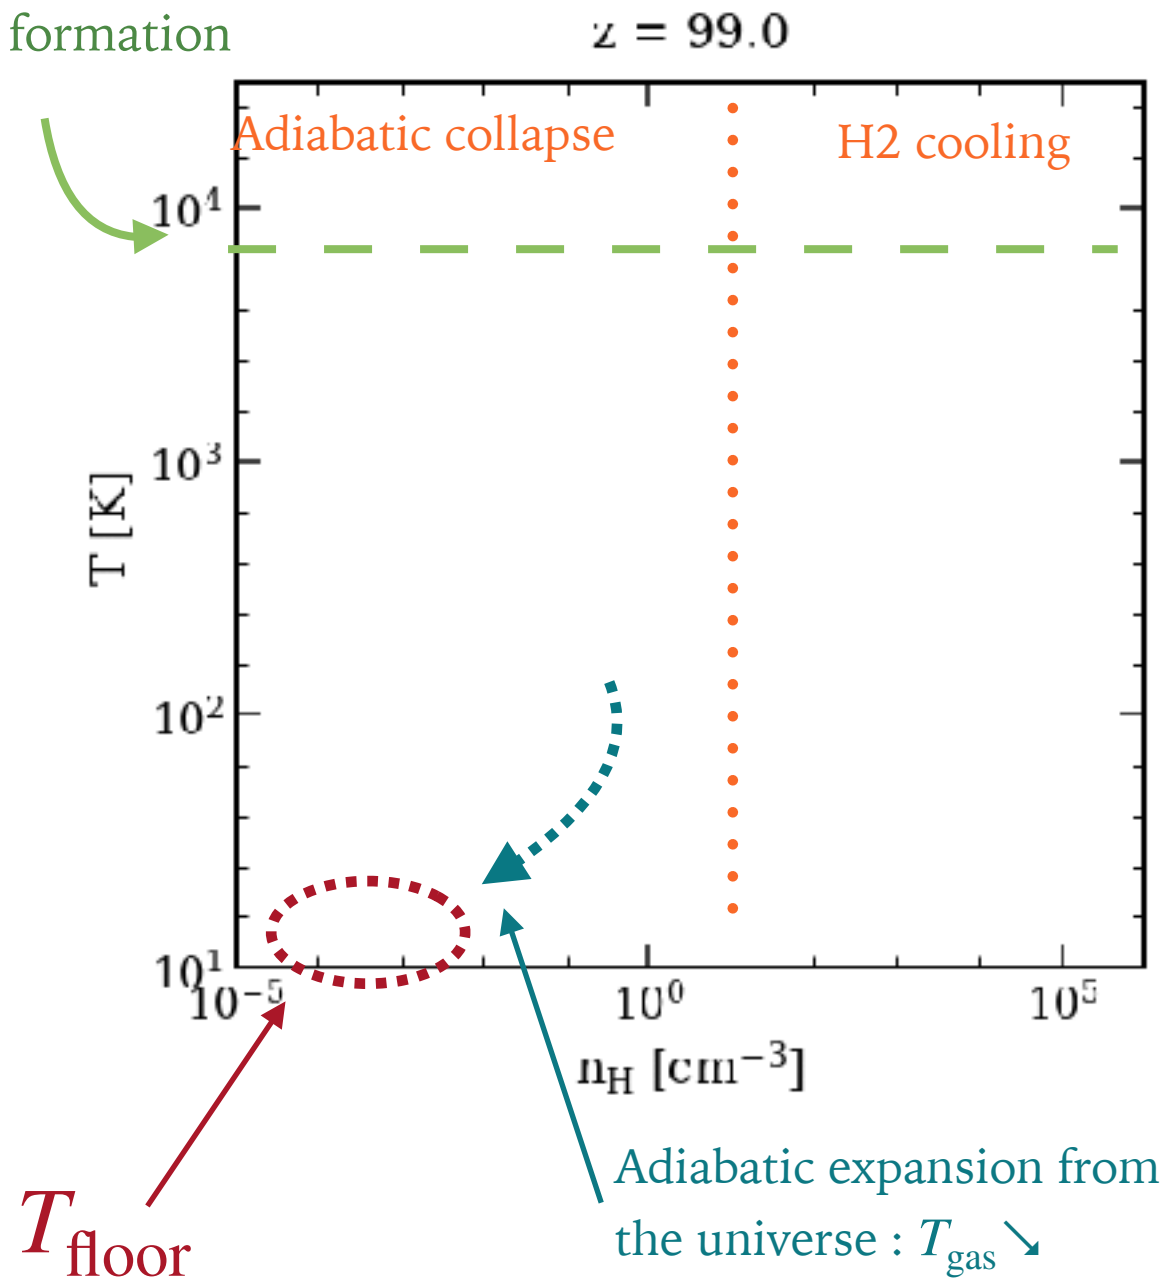 formation
z = 99.0
Adiabatic collapse
H2 cooling
10⁴
10³
10²
10¹
T [K]
10⁻⁵
10⁰
10⁵
n_H [cm⁻³]
T_floor
Adiabatic expansion from
the universe : T_gas ↘